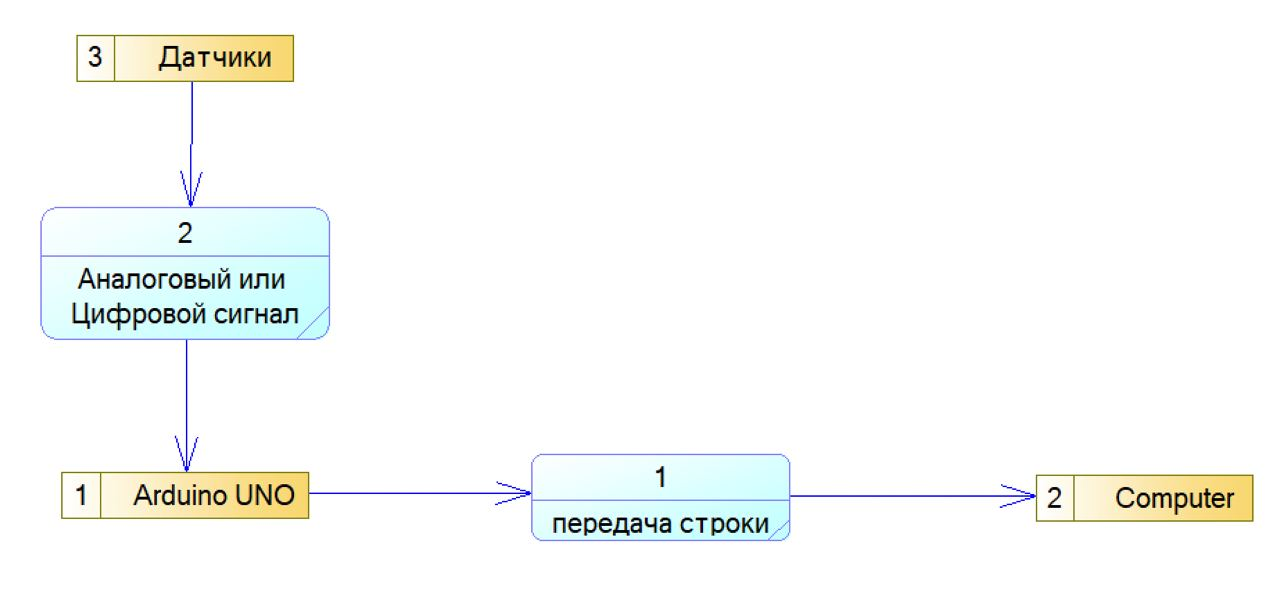 3 Датчики
2
Аналоговый или
Цифровой сигнал
1 Arduino UNO
1
передача строки
2 Computer